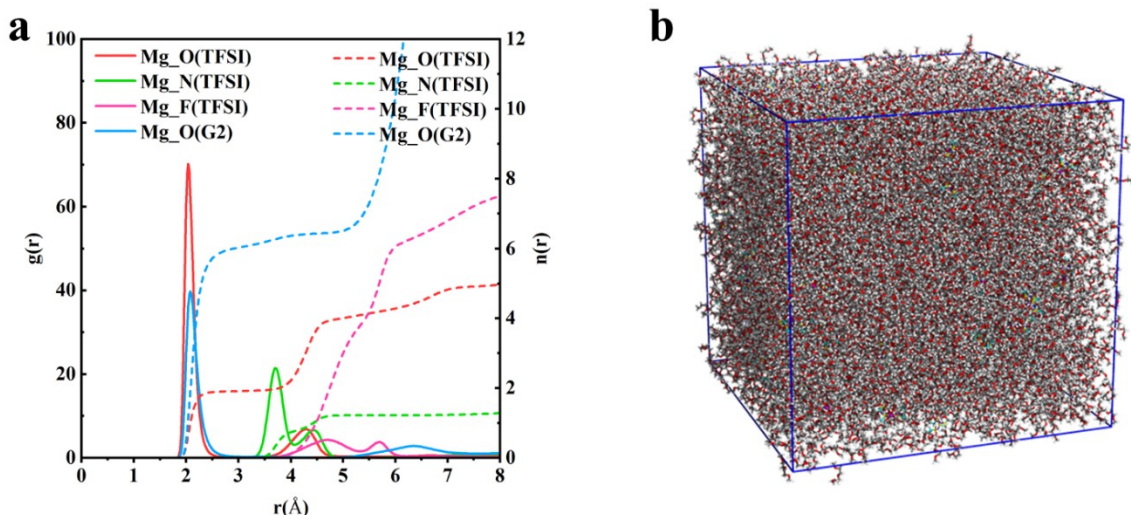 a
g(r)
100
80
60
40
20
0
Mg_O(TFSI)
Mg_N(TFSI)
Mg_F(TFSI)
Mg_O(G2)
Mg_O(TFSI)
Mg_N(TFSI)
Mg_F(TFSI)
Mg_O(G2)
12
10
8
6
4
2
0
n(r)
0 1 2 3 4 5 6 7 8
r(Å)
b